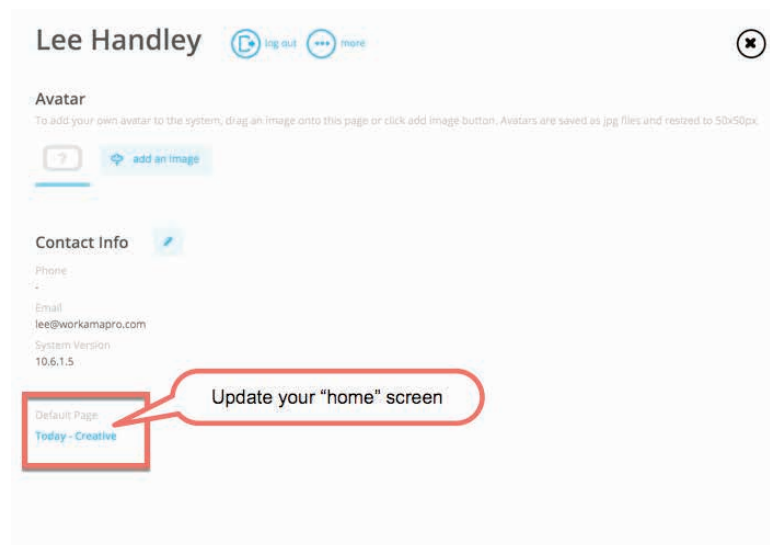 Lee Handley log out more
Avatar
To add your own avatar to the system, drag an image onto this page or click add image button. Avatars are saved as jpg files and resized to 50x50px.
?
add an image
Contact Info
Phone
-
Email
lee@workamapro.com
System Version
10.6.1.5
Update your “home” screen
Default Page
Today - Creative